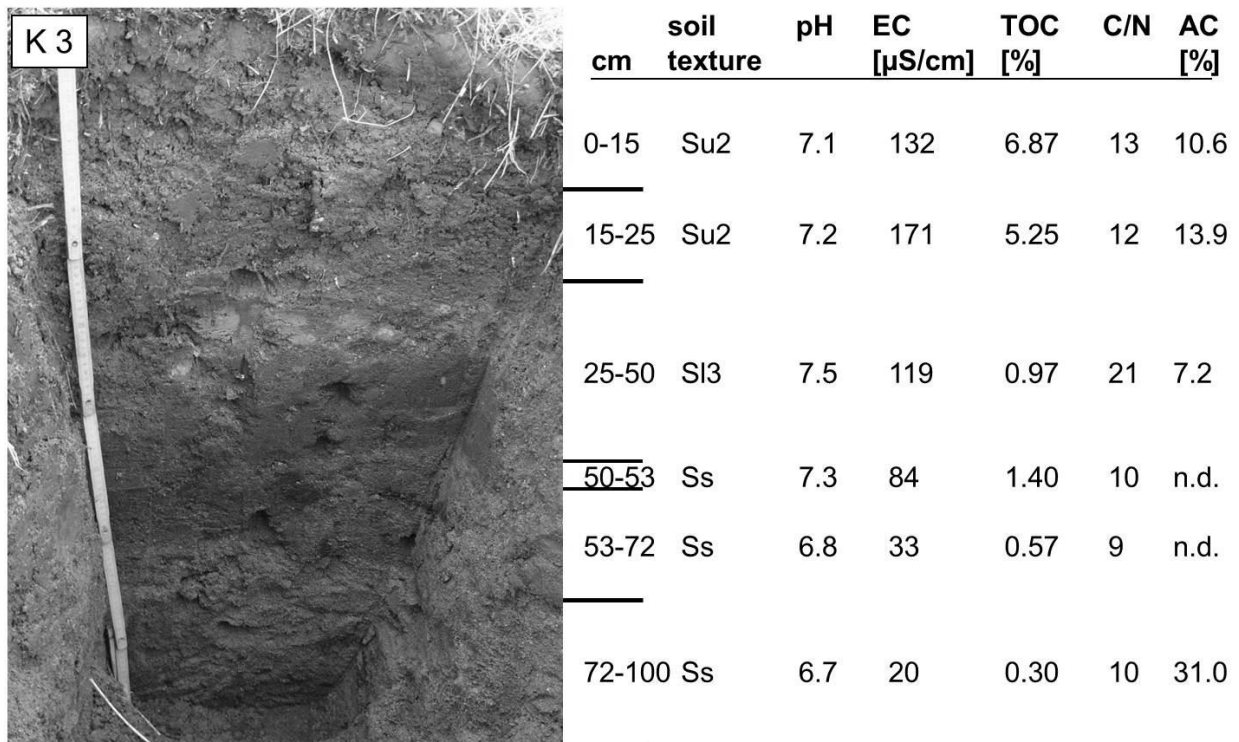 K 3
cm soil texture pH EC [µS/cm] TOC [%] C/N AC [%]
0-15 Su2 7.1 132 6.87 13 10.6
15-25 Su2 7.2 171 5.25 12 13.9
25-50 Sl3 7.5 119 0.97 21 7.2
50-53 Ss 7.3 84 1.40 10 n.d.
53-72 Ss 6.8 33 0.57 9 n.d.
72-100 Ss 6.7 20 0.30 10 31.0